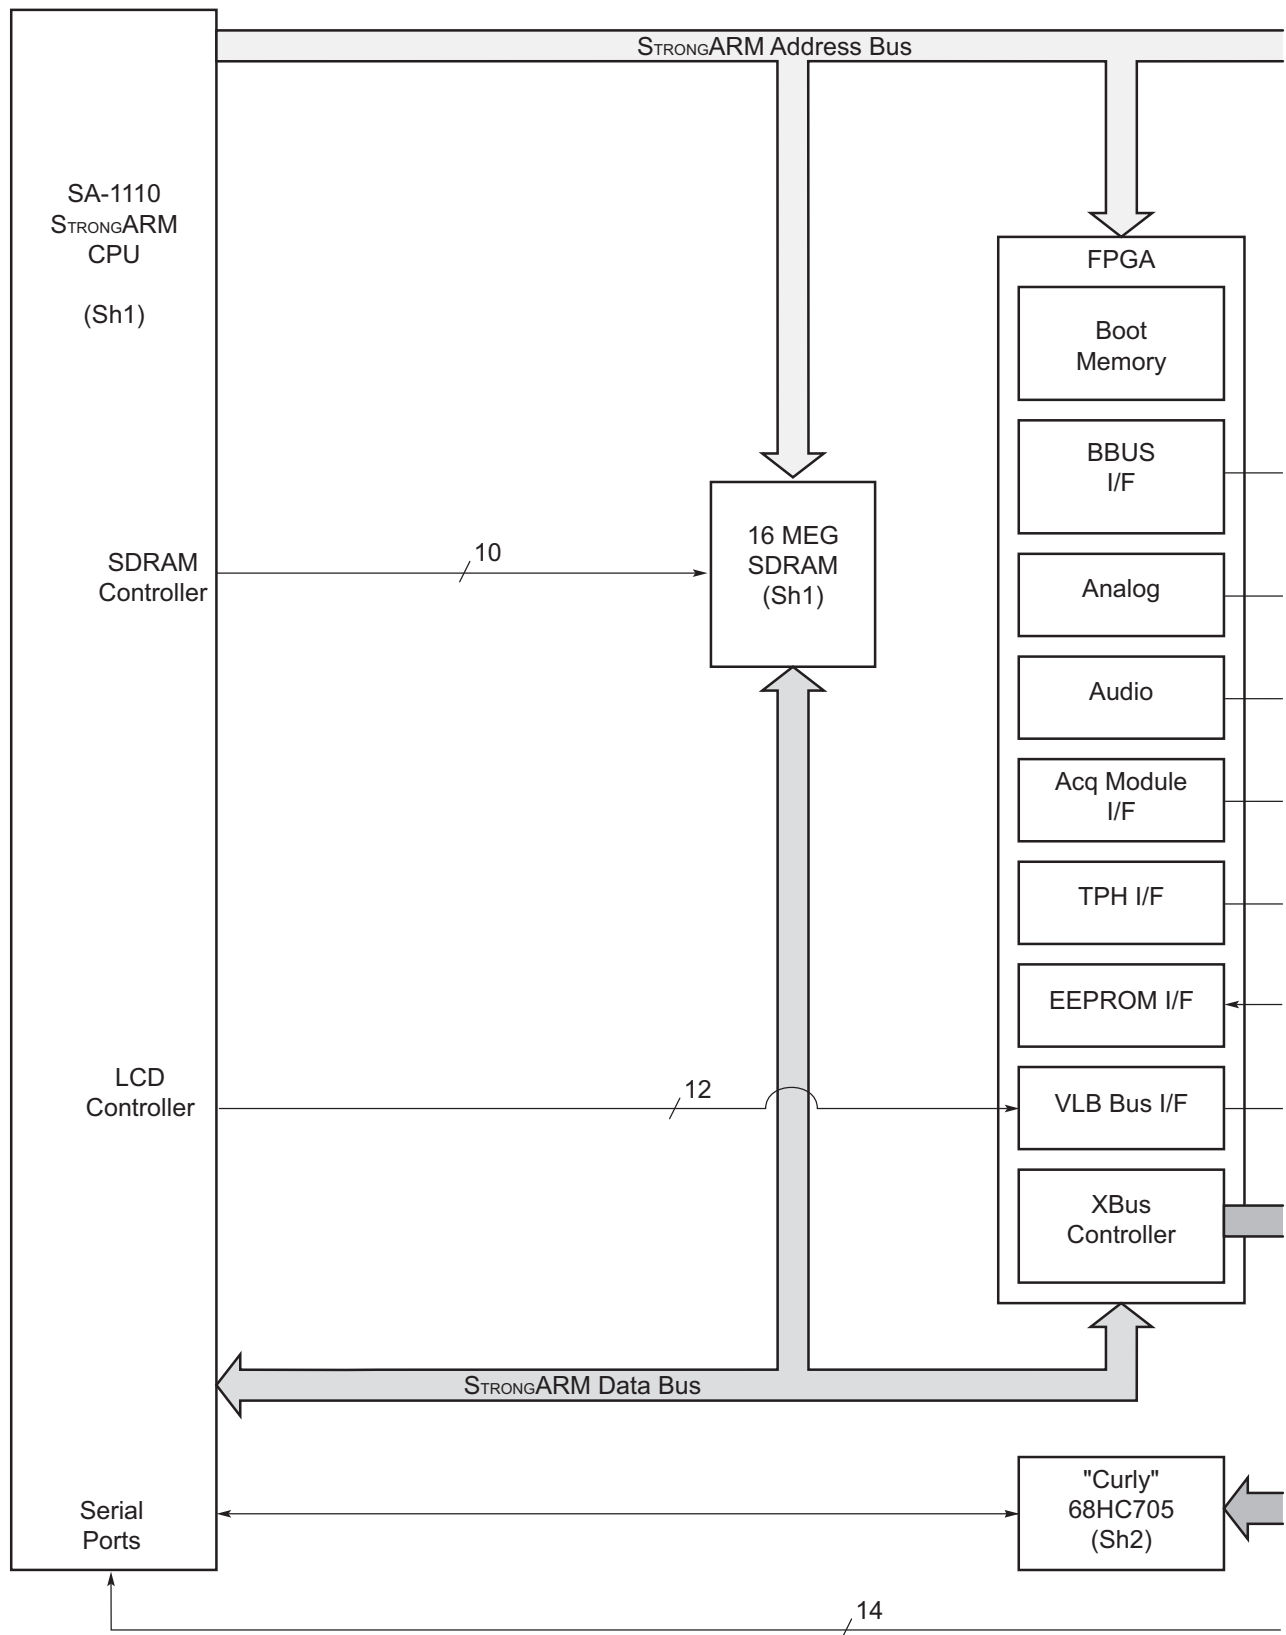 StrongARM Address Bus
SA-1110
StrongARM
CPU
(Sh1)
FPGA
Boot
Memory
BBUS
I/F
16 MEG
SDRAM
(Sh1)
SDRAM
Controller
10
Analog
Audio
Acq Module
I/F
TPH I/F
EEPROM I/F
LCD
Controller
12
VLB Bus I/F
XBus
Controller
StrongARM Data Bus
Serial
Ports
"Curly"
68HC705
(Sh2)
14